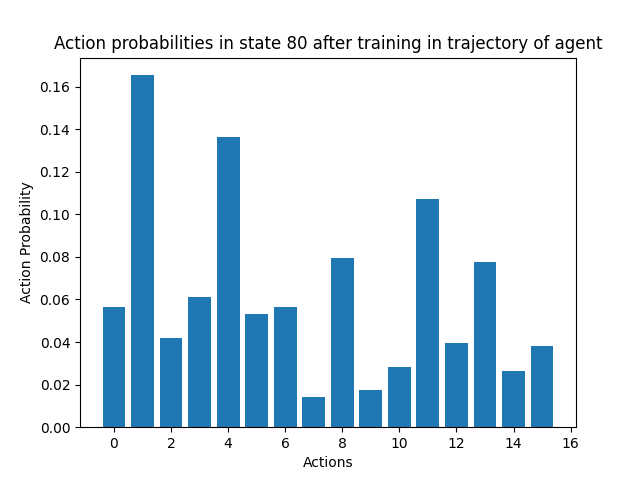 Action probabilities in state 80 after training in trajectory of agent
0.16
0.14
0.12
0.10
0.08
0.06
0.04
0.02
0.00
Action Probability
0 2 4 6 8 10 12 14 16
Actions